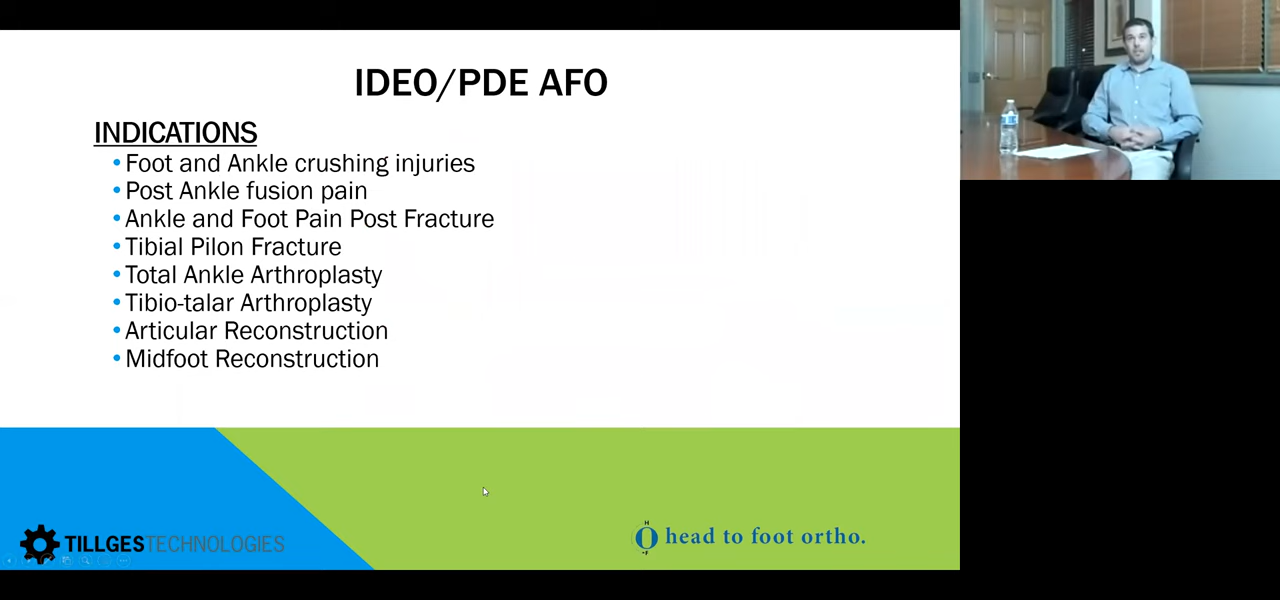 IDEO/PDE AFO
INDICATIONS
•Foot and Ankle crushing injuries
•Post Ankle fusion pain
•Ankle and Foot Pain Post Fracture
•Tibial Pilon Fracture
•Total Ankle Arthroplasty
•Tibio-talar Arthroplasty
•Articular Reconstruction
•Midfoot Reconstruction
TILLGESTECHNOLOGIES
head to foot ortho.